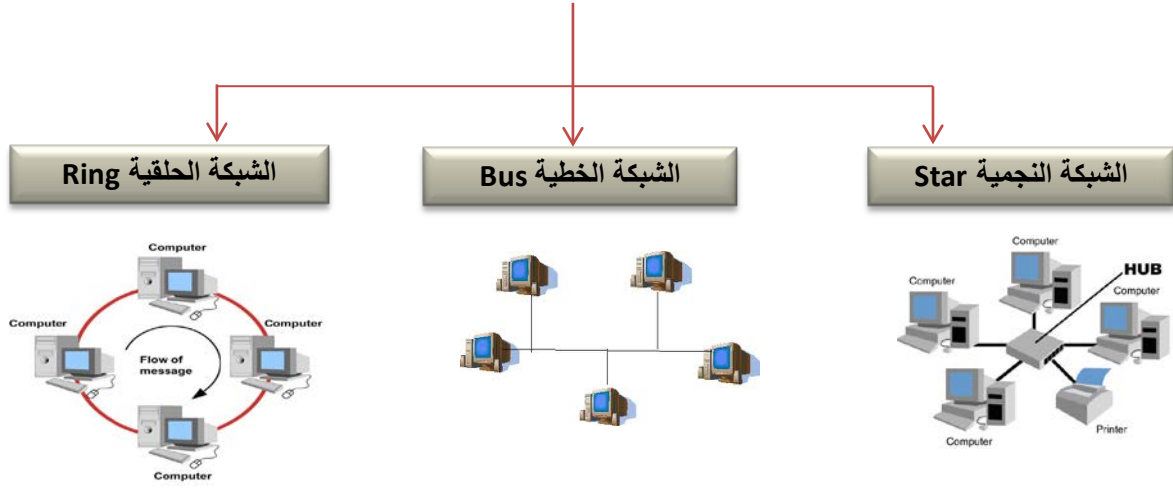 الشبكة النجمية Star
الشبكة الخطية Bus
الشبكة الحلقية Ring
Computer
HUB
Computer
Computer
Computer
Printer
Computer
Computer
Computer
Flow of
message
Computer